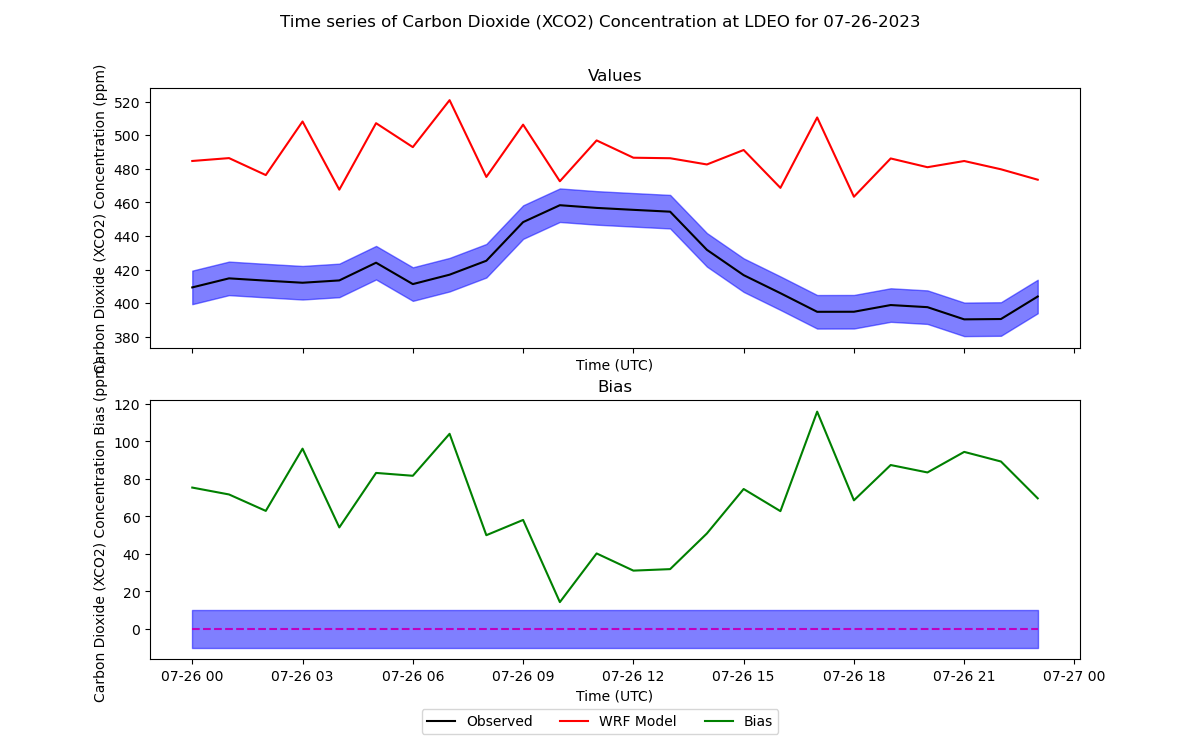 Time series of Carbon Dioxide (XCO2) Concentration at LDEO for 07-26-2023
Values
Carbon Dioxide (XCO2) Concentration (ppm)
520
500
480
460
440
420
400
380
Time (UTC)
Bias
Carbon Dioxide (XCO2) Concentration Bias (ppm)
120
100
80
60
40
20
0
07-26 00 07-26 03 07-26 06 07-26 09 07-26 12 07-26 15 07-26 18 07-26 21 07-27 00
Time (UTC)
Observed WRF Model Bias